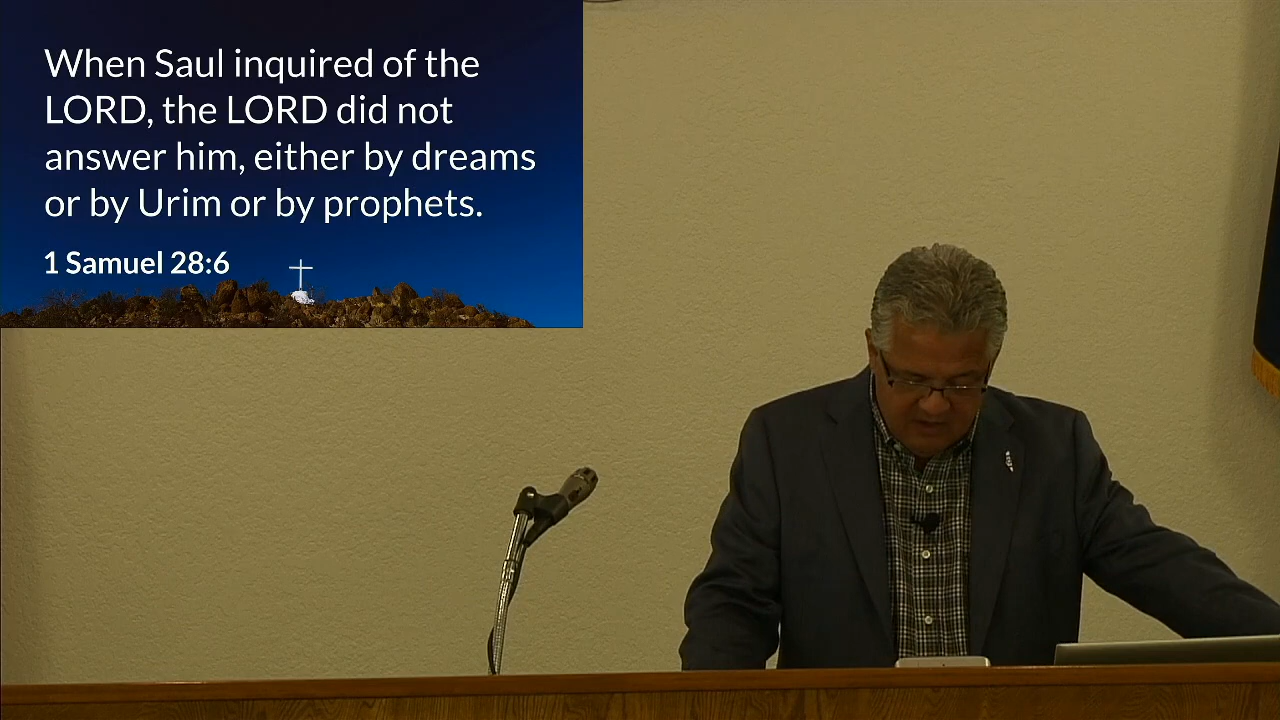 When Saul inquired of the
LORD, the LORD did not
answer him, either by dreams
or by Urim or by prophets.
1 Samuel 28:6